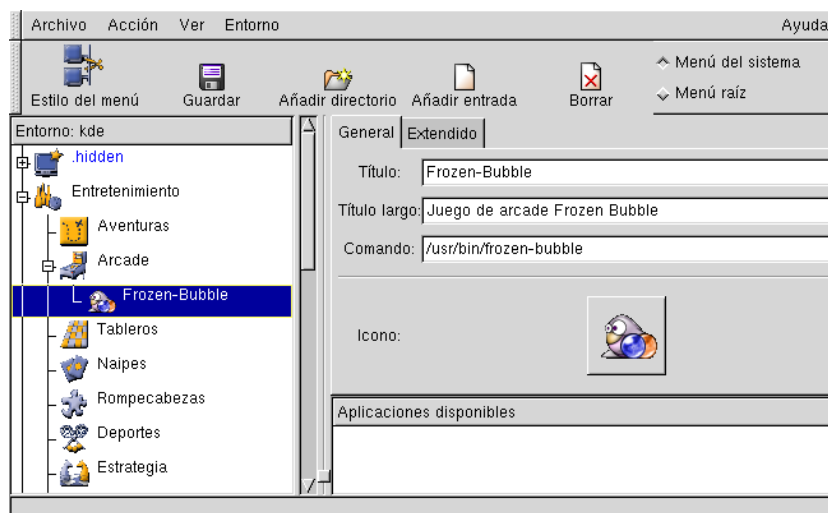 Archivo Acción Ver Entorno Ayuda
Estilo del menú Guardar Añadir directorio Añadir entrada Borrar
Menú del sistema
Menú raíz
Entorno: kde
.hidden
Entretenimiento
Aventuras
Arcade
Frozen-Bubble
Tableros
Naipes
Rompecabezas
Deportes
Estrategia
General Extendido
Título: Frozen-Bubble
Título largo: Juego de arcade Frozen Bubble
Comando: /usr/bin/frozen-bubble
Icono:
Aplicaciones disponibles